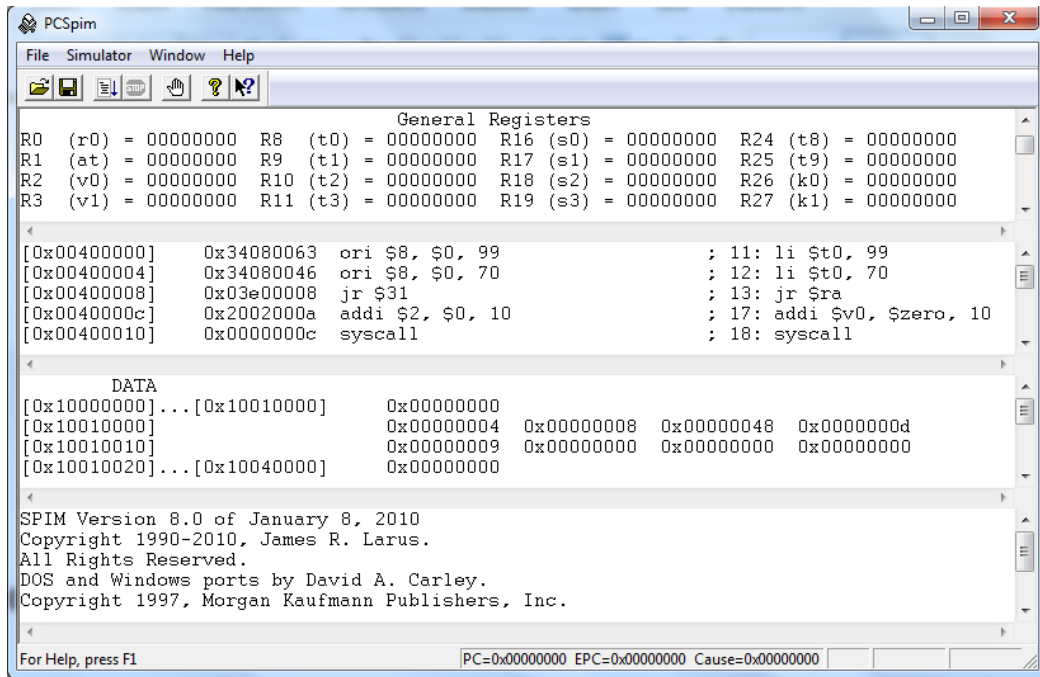 PCSpim
File Simulator Window Help
STOP
General Registers
R0 (r0) = 00000000 R8 (t0) = 00000000 R16 (s0) = 00000000 R24 (t8) = 00000000
R1 (at) = 00000000 R9 (t1) = 00000000 R17 (s1) = 00000000 R25 (t9) = 00000000
R2 (v0) = 00000000 R10 (t2) = 00000000 R18 (s2) = 00000000 R26 (k0) = 00000000
R3 (v1) = 00000000 R11 (t3) = 00000000 R19 (s3) = 00000000 R27 (k1) = 00000000
[0x00400000] 0x34080063 ori $8, $0, 99 ; 11: li $t0, 99
[0x00400004] 0x34080046 ori $8, $0, 70 ; 12: li $t0, 70
[0x00400008] 0x03e00008 jr $31 ; 13: jr $ra
[0x0040000c] 0x2002000a addi $2, $0, 10 ; 17: addi $v0, $zero, 10
[0x00400010] 0x0000000c syscall ; 18: syscall
DATA
[0x10000000]...[0x10010000] 0x00000000
[0x10010000] 0x00000004 0x00000008 0x00000048 0x0000000d
[0x10010010] 0x00000009 0x00000000 0x00000000 0x00000000
[0x10010020]...[0x10040000] 0x00000000
SPIM Version 8.0 of January 8, 2010
Copyright 1990-2010, James R. Larus.
All Rights Reserved.
DOS and Windows ports by David A. Carley.
Copyright 1997, Morgan Kaufmann Publishers, Inc.
For Help, press F1 PC=0x00000000 EPC=0x00000000 Cause=0x00000000